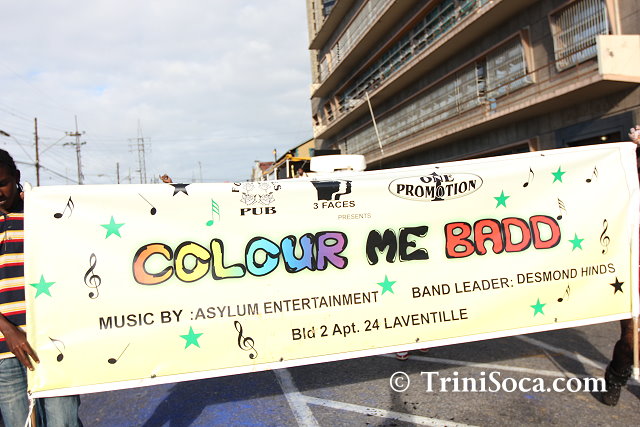 PUB
3 FACES
ONE
PROMOTION
PRESENTS
COLOUR ME BADD
MUSIC BY :ASYLUM ENTERTAINMENT
BAND LEADER: DESMOND HINDS
Bld 2 Apt. 24 LAVENTILLE
© TriniSoca.com